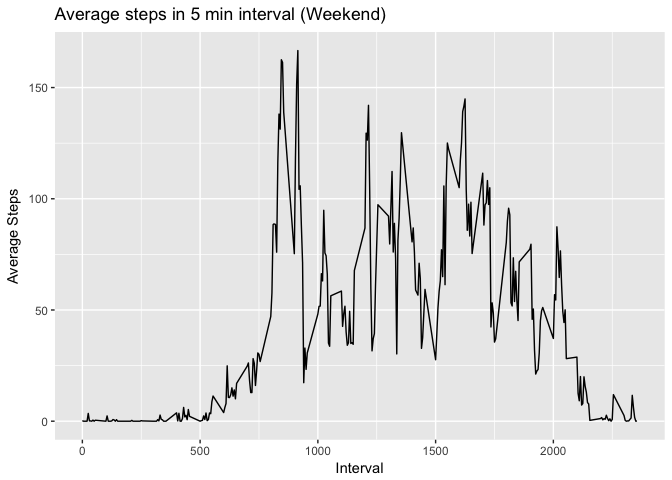 Average steps in 5 min interval (Weekend)
Average Steps
150
100
50
0
0 500 1000 1500 2000
Interval